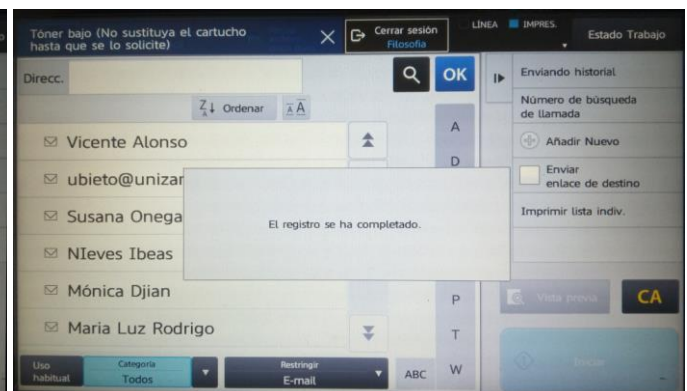 Tóner bajo (No sustituya el cartucho
hasta que se lo solicite)
Cerrar sesión
Filosofia
LÍNEA
IMPRES.
Estado Trabajo
Direcc.
OK
Enviando historial
Z
A
Ordenar
A A
Número de búsqueda
de llamada
Vicente Alonso
A
Añadir Nuevo
ubieto@unizar
D
Enviar
enlace de destino
Susana Onega
El registro se ha completado.
Imprimir lista indiv.
NIeves Ibeas
Mónica Djian
P
Vista previa
CA
Maria Luz Rodrigo
T
Iniciar
Uso
habitual
Categoría
Todos
Restringir
E-mail
ABC
W